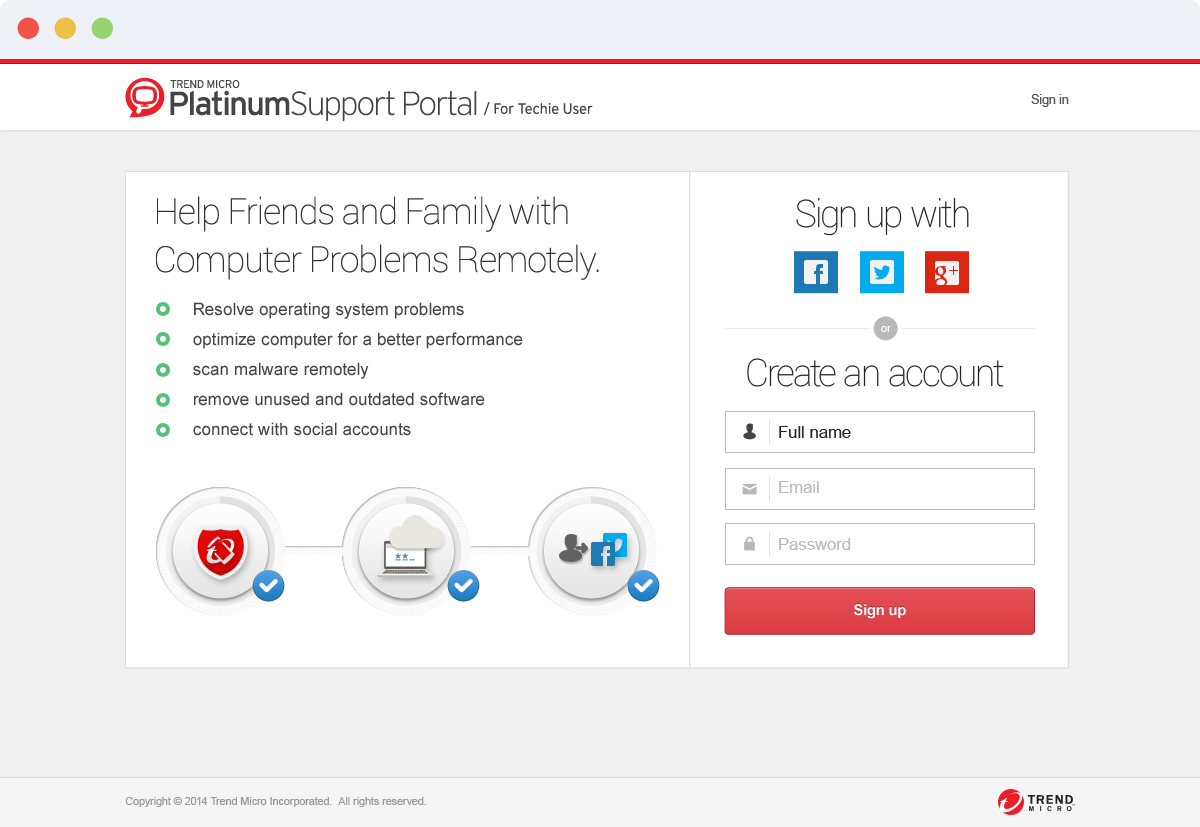 TREND MICRO
PlatinumSupport Portal / For Techie User
Sign in
Help Friends and Family with
Computer Problems Remotely.
Resolve operating system problems
optimize computer for a better performance
scan malware remotely
remove unused and outdated software
connect with social accounts
**
Sign up with
f
g+
or
Create an account
Full name
Email
Password
Sign up
Copyright © 2014 Trend Micro Incorporated. All rights reserved.
TREND
MICRO